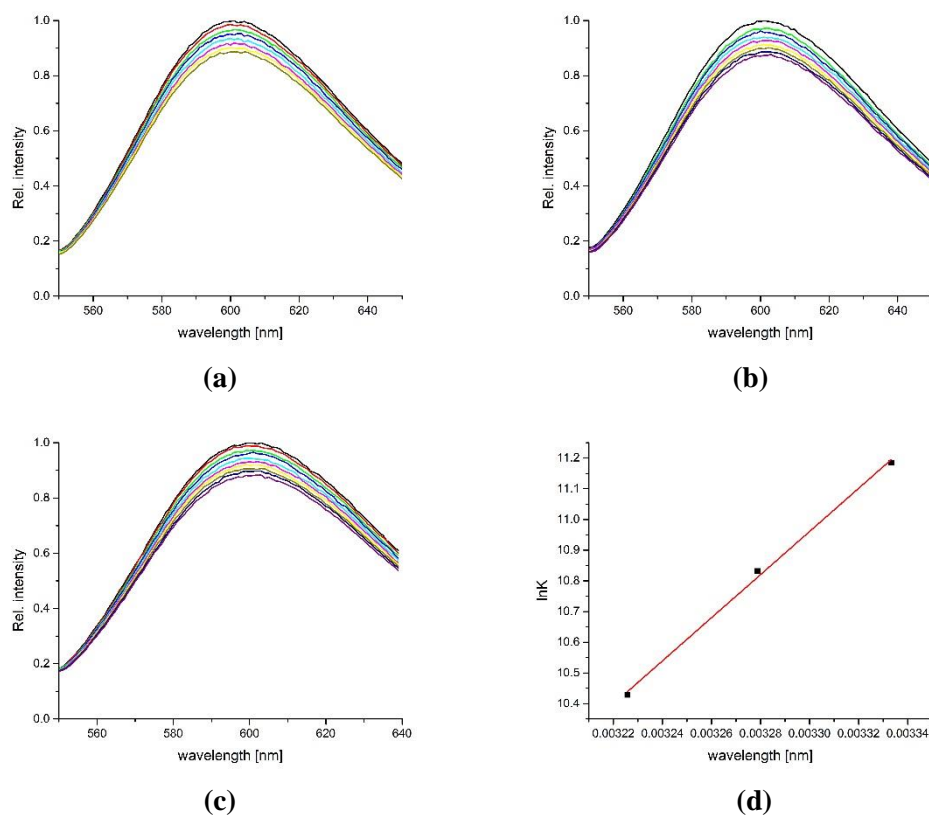 1.0
0.8
0.6
0.4
0.2
0.0
Rel. intensity
560 580 600 620 640
wavelength [nm]
(a)
1.0
0.8
0.6
0.4
0.2
0.0
Rel. intensity
560 580 600 620 640
wavelength [nm]
(b)
1.0
0.8
0.6
0.4
0.2
0.0
Rel. intensity
560 580 600 620 640
wavelength [nm]
(c)
11.2
11.1
11.0
10.9
10.8
10.7
10.6
10.5
10.4
lnK
0.00322 0.00324 0.00326 0.00328 0.00330 0.00332 0.00334
wavelength [nm]
(d)